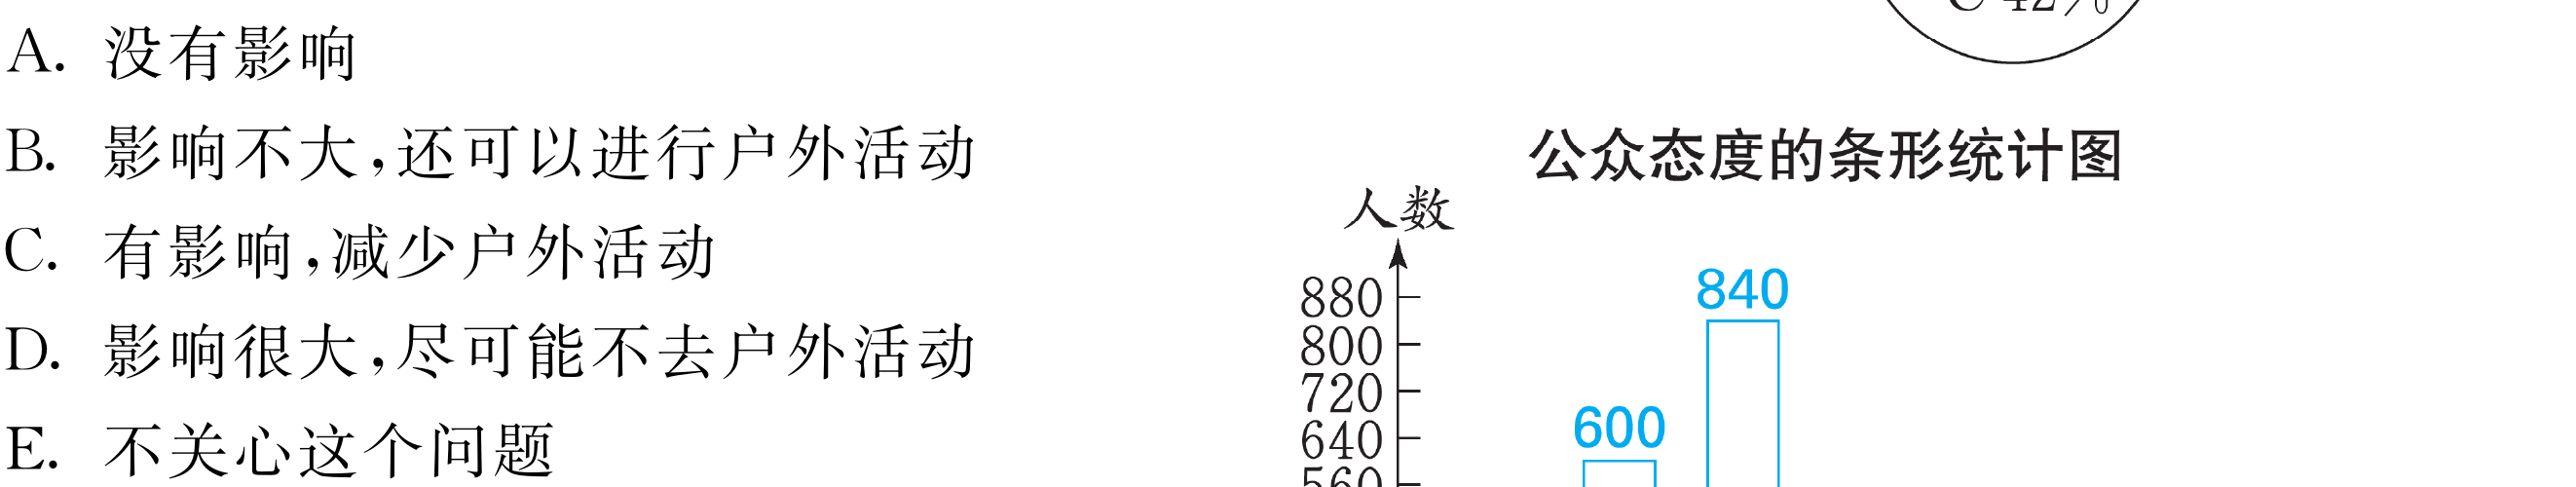 A. 没有影响
B. 影响不大,还可以进行户外活动
C. 有影响,减少户外活动
D. 影响很大,尽可能不去户外活动
E. 不关心这个问题
C 42%
公众态度的条形统计图
人数
880
840
800
720
600
640
560